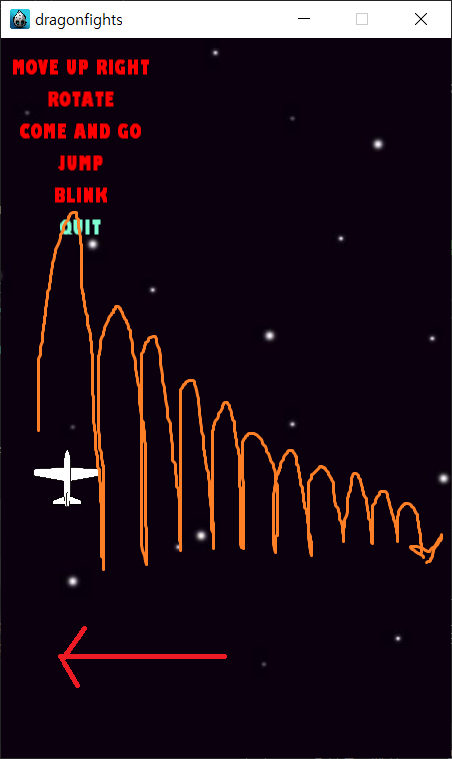 dragonfights
MOVE UP RIGHT
ROTATE
COME AND GO
JUMP
BLINK
QUIT